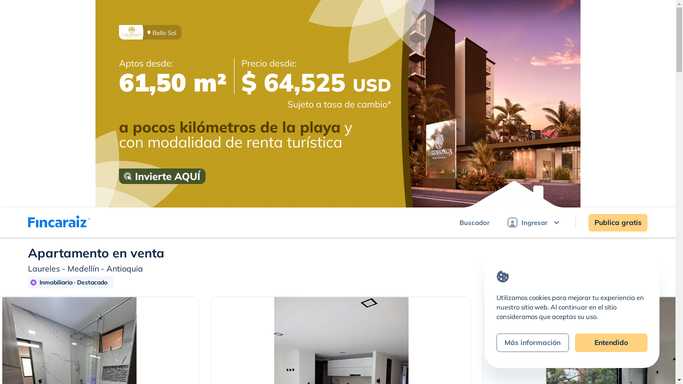 Bello Sol
Aptos desde:
61,50 m²
Precio desde:
$ 64,525 USD
Sujeto a tasa de cambio*
a pocos kilómetros de la playa y
con modalidad de renta turística
Invierte AQUÍ
Fincaraiz
Buscador
Ingresar
Publica gratis
Apartamento en venta
Laureles - Medellín - Antioquia
Inmobiliaria · Destacado
Utilizamos cookies para mejorar tu experiencia en
nuestro sitio web. Al continuar en el sitio
consideramos que aceptas su uso.
Más información
Entendido